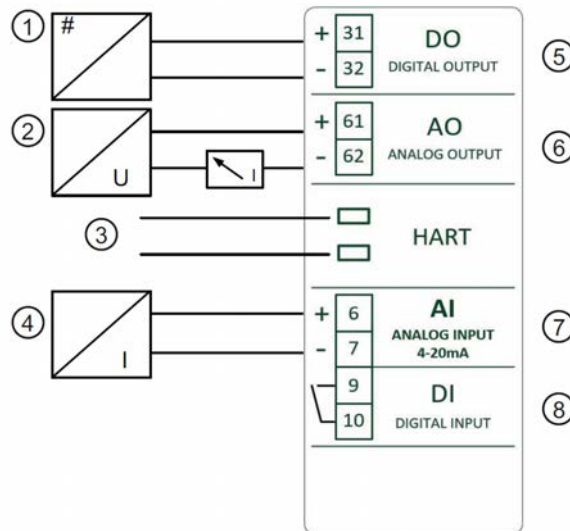 1 # + 31 DO
- 32 DIGITAL OUTPUT 5
2 + 61 AO
U I - 62 ANALOG OUTPUT 6
3 HART
4 + 6 AI
ANALOG INPUT 7
I - 7 4-20mA
9 DI
10 DIGITAL INPUT 8